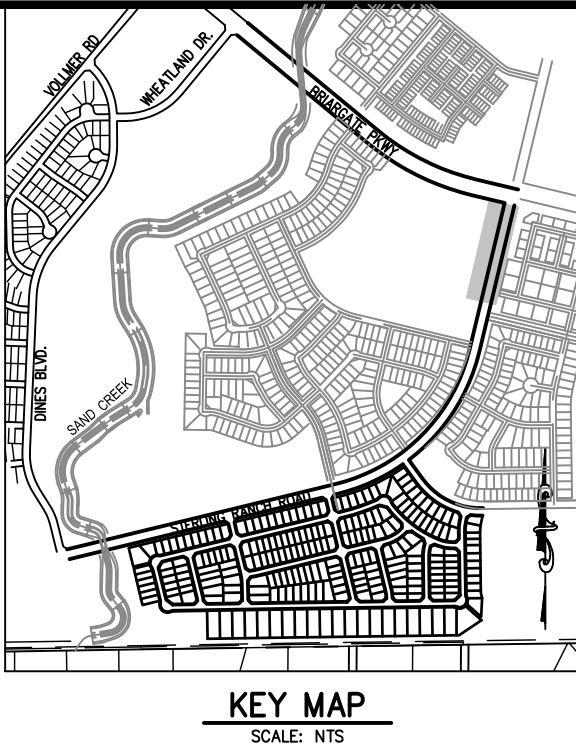 VOLLMER RD
WHEATLAND DR.
BRIARGATE PKWY
DINES BLVD.
SAND CREEK
STERLING RANCH ROAD
KEY MAP
SCALE: NTS